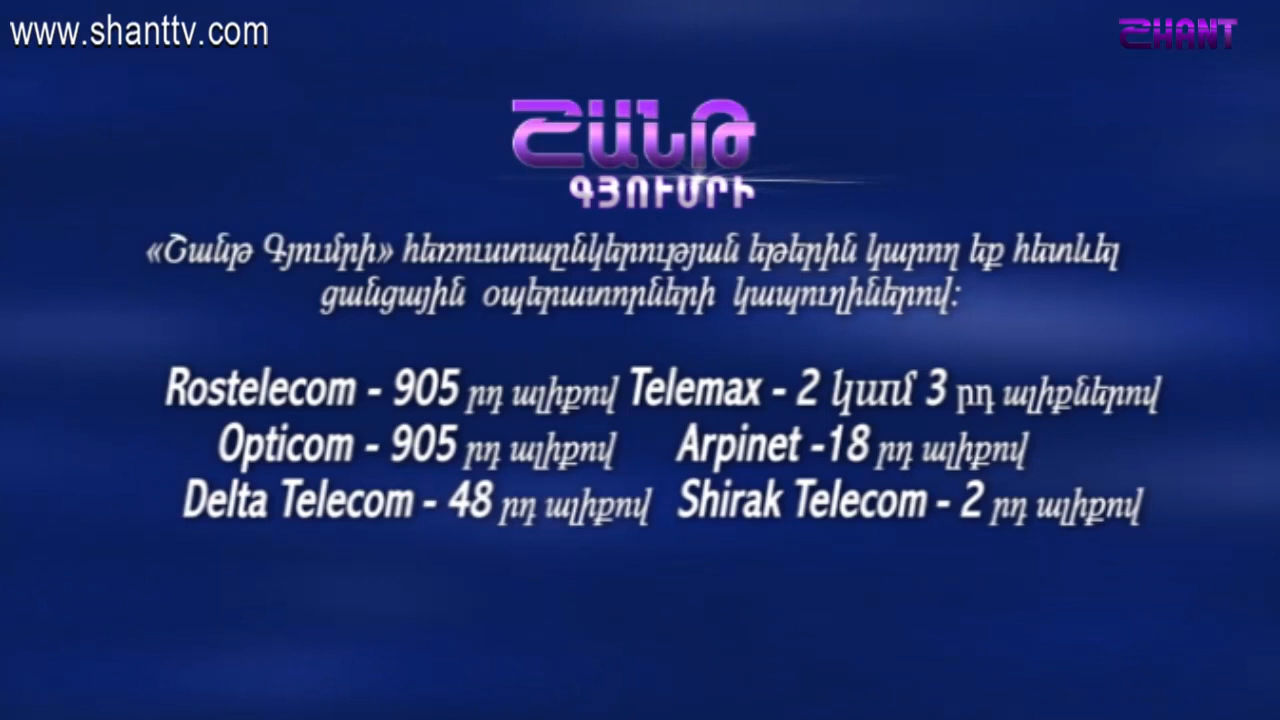 www.shanttv.com
SHANT
ՇԱՆԹ
ԳՅՈՒՄՐԻ
«Շանթ Գյումրի» հեռուստաընկերության եթերին կարող եք հետևել
ցանցային օպերատորների կապուղիներով:
Rostelecom - 905 րդ ալիքով Telemax - 2 կամ 3 րդ ալիքներով
Opticom - 905 րդ ալիքով Arpinet -18 րդ ալիքով
Delta Telecom - 48 րդ ալիքով Shirak Telecom - 2 րդ ալիքով